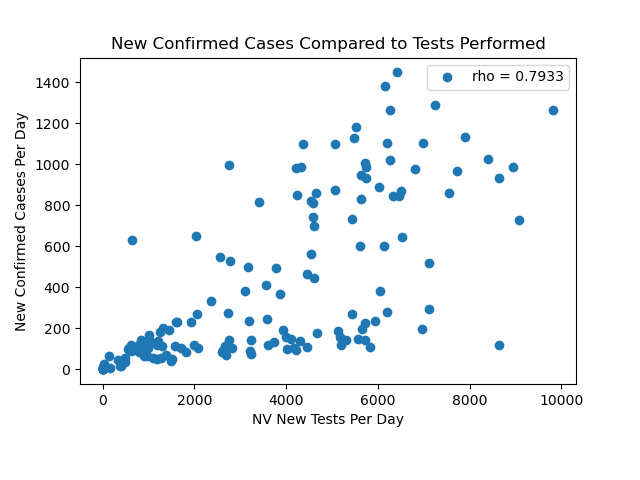 New Confirmed Cases Compared to Tests Performed
rho = 0.7933
New Confirmed Caeses Per Day
1400
1200
1000
800
600
400
200
0
0 2000 4000 6000 8000 10000
NV New Tests Per Day